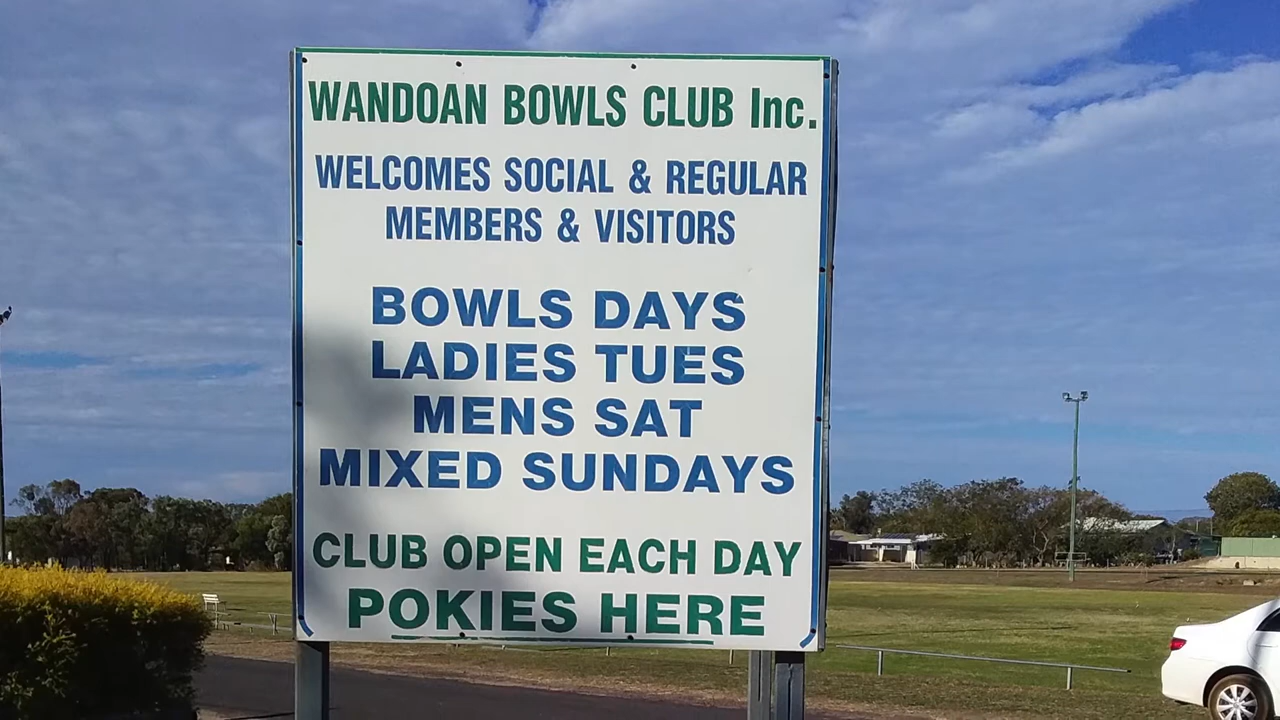 WANDOAN BOWLS CLUB Inc.
WELCOMES SOCIAL & REGULAR
MEMBERS & VISITORS
BOWLS DAYS
LADIES TUES
MENS SAT
MIXED SUNDAYS
CLUB OPEN EACH DAY
POKIES HERE